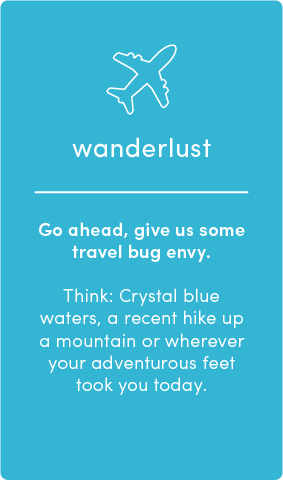 wanderlust
Go ahead, give us some
travel bug envy.
Think: Crystal blue
waters, a recent hike up
a mountain or wherever
your adventurous feet
took you today.